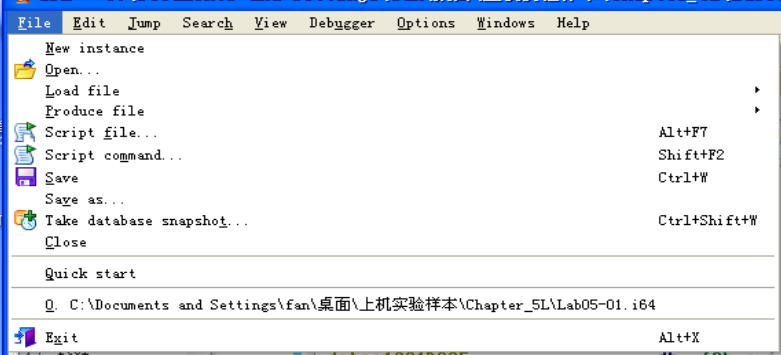 File Edit Jump Search View Debugger Options Windows Help
New instance
Open...
Load file
Produce file
Script file... Alt+F7
Script command... Shift+F2
Save Ctrl+W
Save as...
Take database snapshot... Ctrl+Shift+W
Close
Quick start
0. C:\Documents and Settings\fan\桌面\上机实验样本\Chapter_5L\Lab05-01.i64
Exit Alt+X